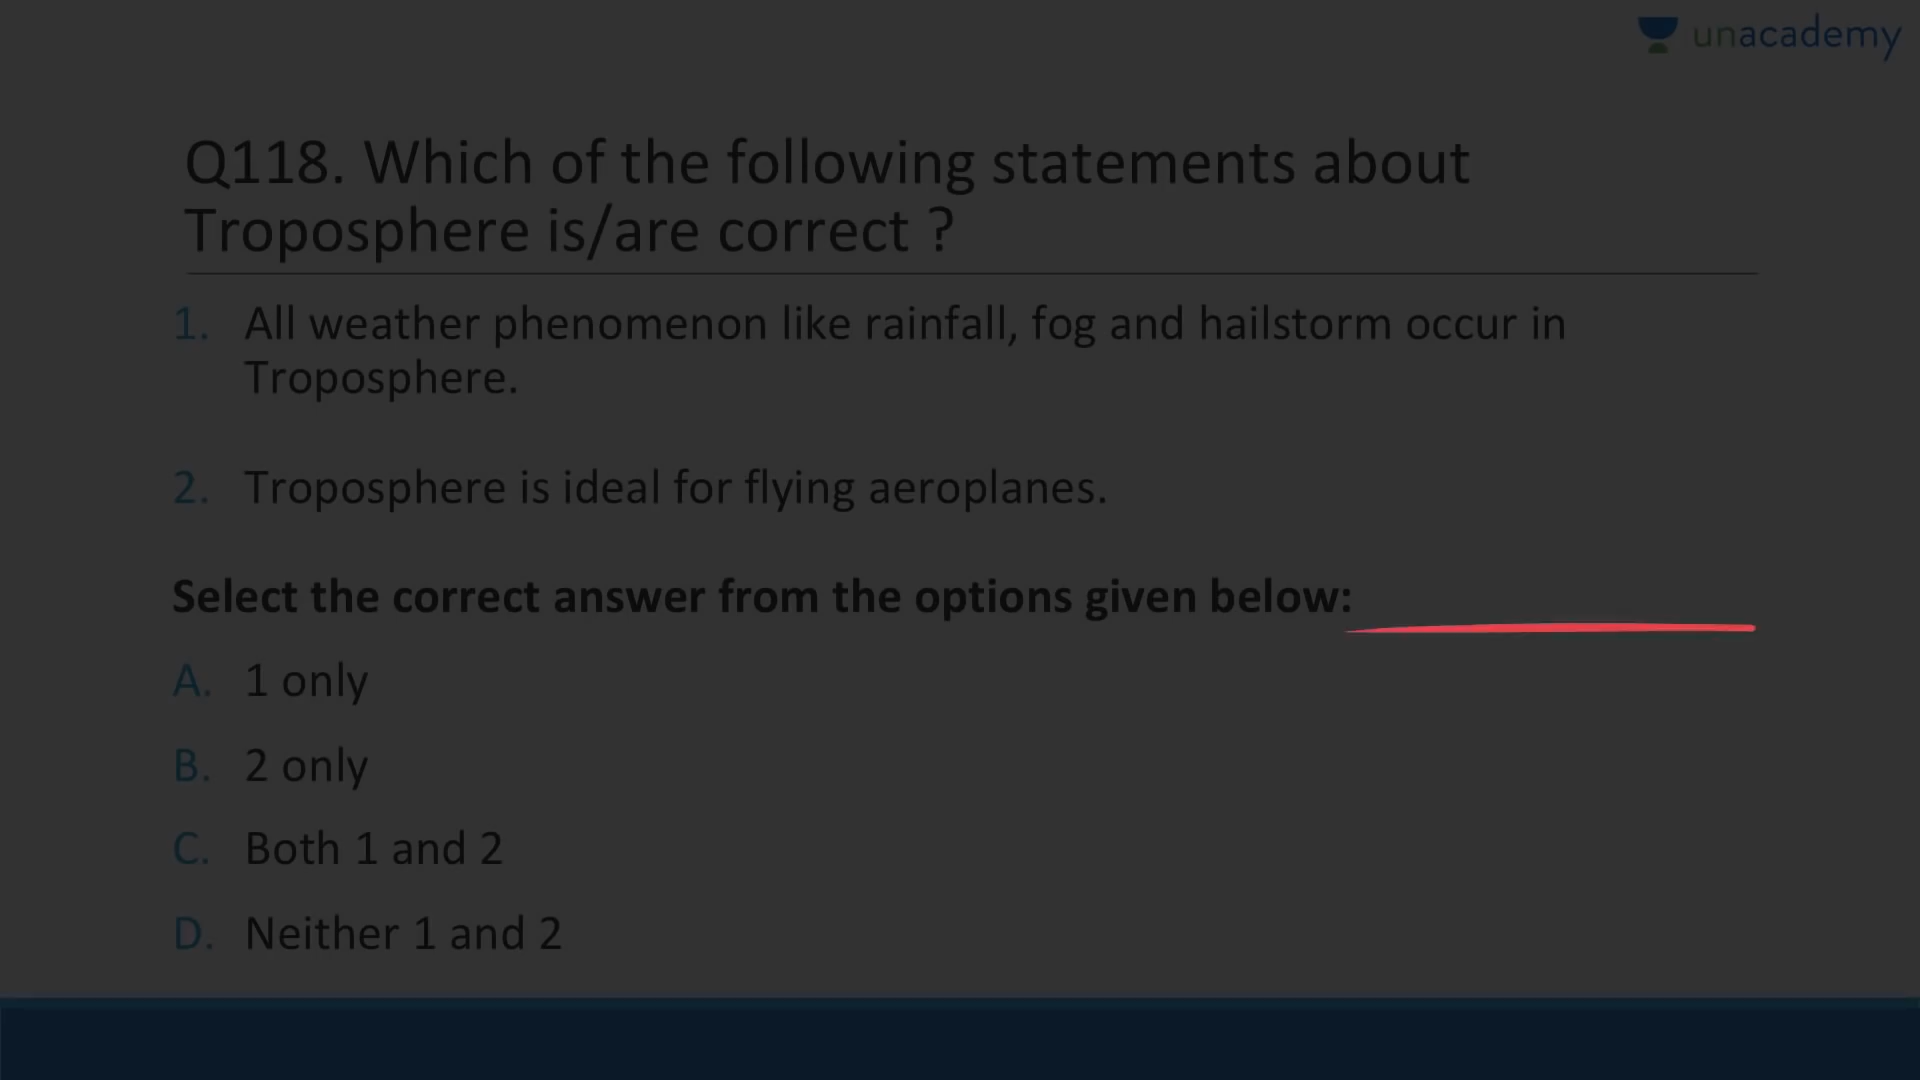 unacademy
Q118. Which of the following statements about
Troposphere is/are correct ?
1. All weather phenomenon like rainfall, fog and hailstorm occur in
Troposphere.
2. Troposphere is ideal for flying aeroplanes.
Select the correct answer from the options given below:
A. 1 only
B. 2 only
C. Both 1 and 2
D. Neither 1 and 2